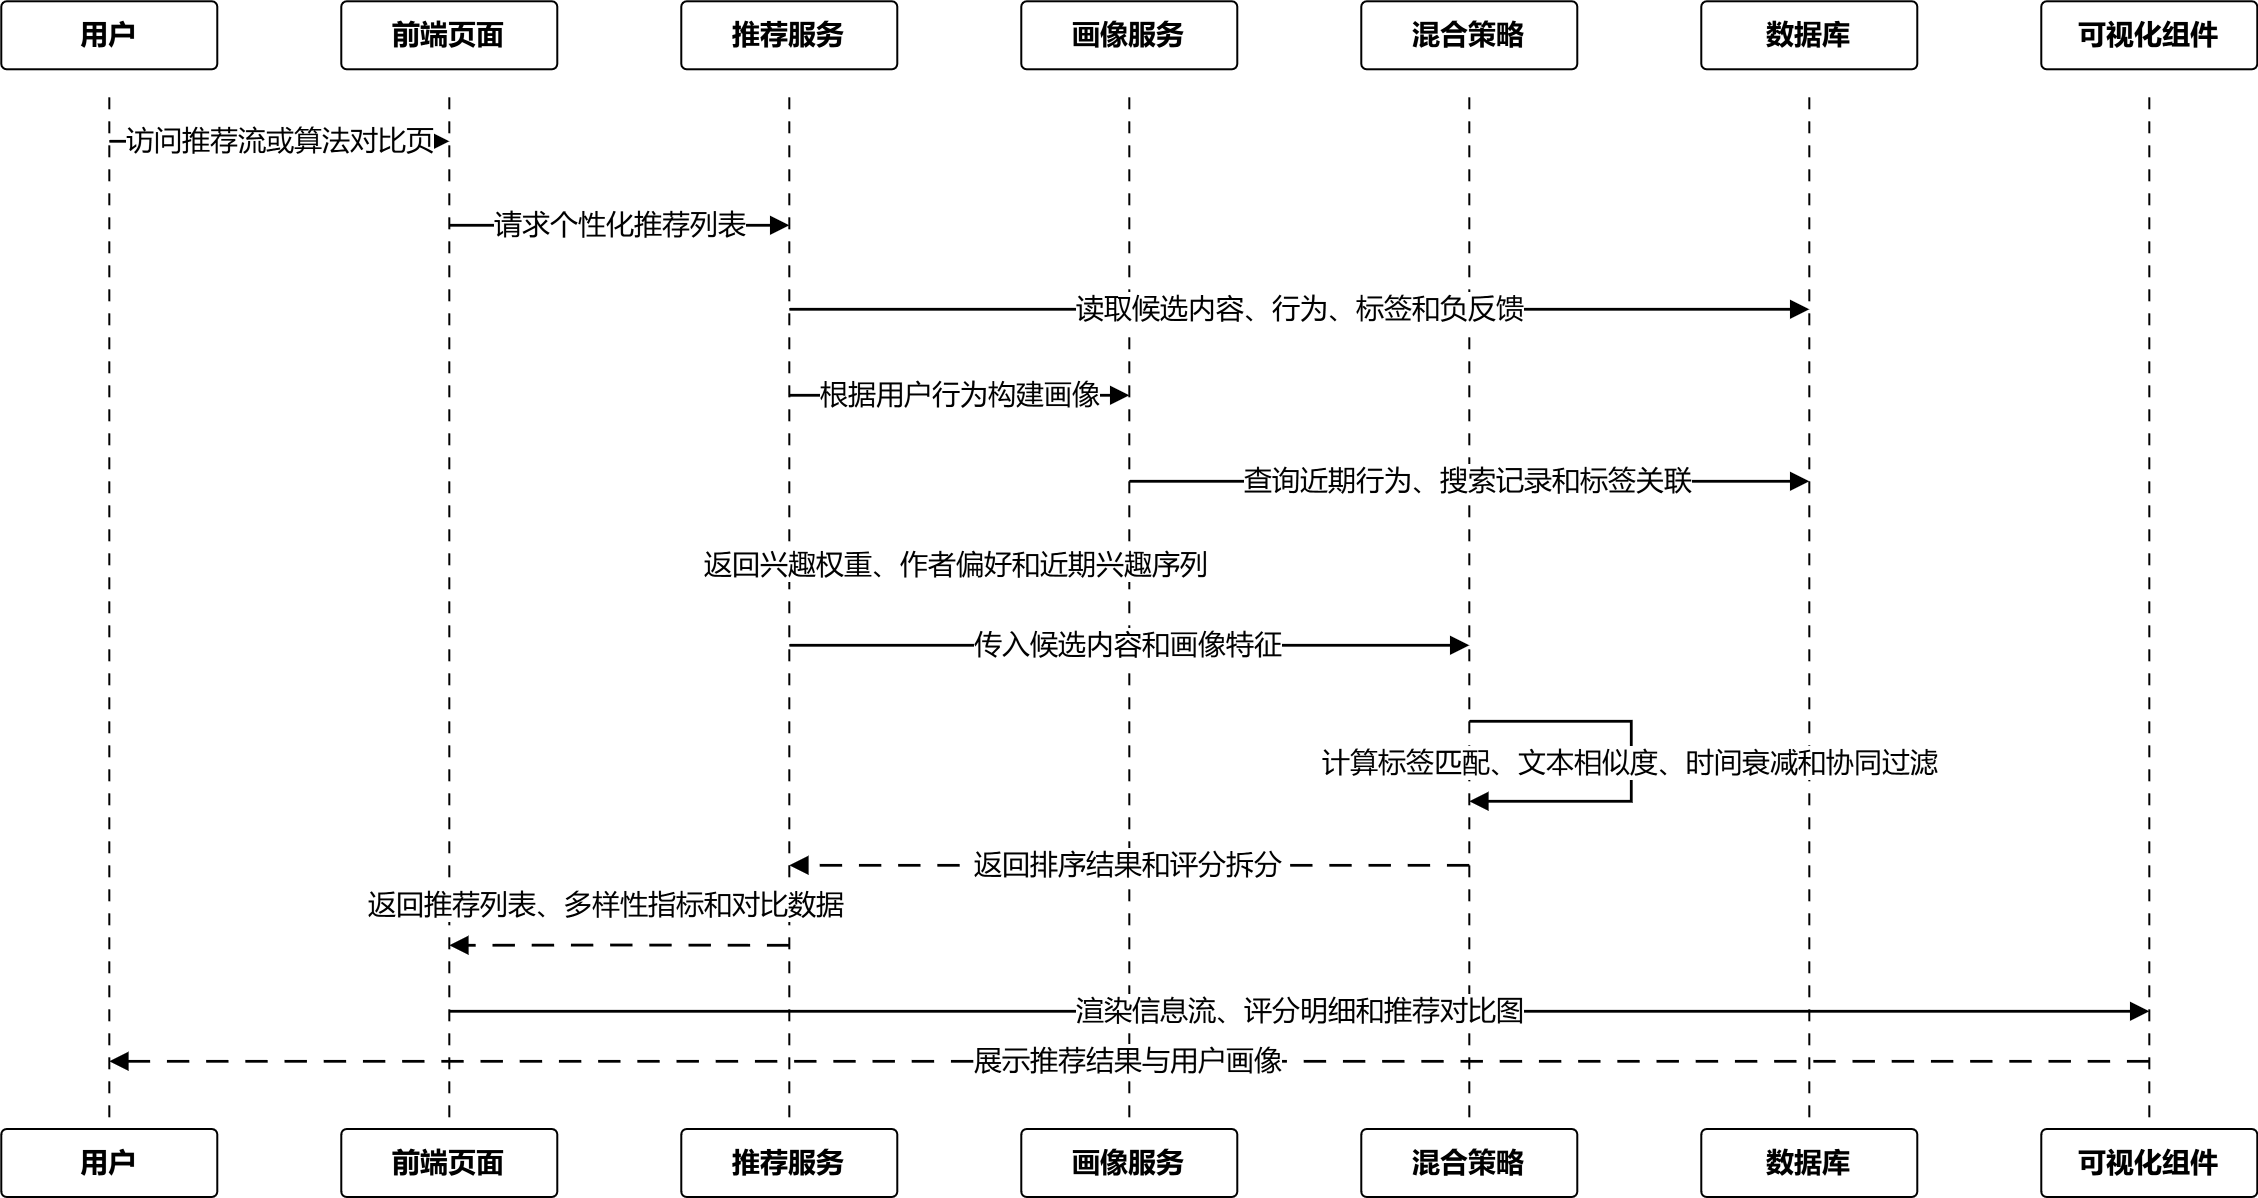 用户
前端页面
推荐服务
画像服务
混合策略
数据库
可视化组件
访问推荐流或算法对比页
请求个性化推荐列表
读取候选内容、行为、标签和负反馈
根据用户行为构建画像
查询近期行为、搜索记录和标签关联
返回兴趣权重、作者偏好和近期兴趣序列
传入候选内容和画像特征
计算标签匹配、文本相似度、时间衰减和协同过滤
返回排序结果和评分拆分
返回推荐列表、多样性指标和对比数据
渲染信息流、评分明细和推荐对比图
展示推荐结果与用户画像
用户
前端页面
推荐服务
画像服务
混合策略
数据库
可视化组件